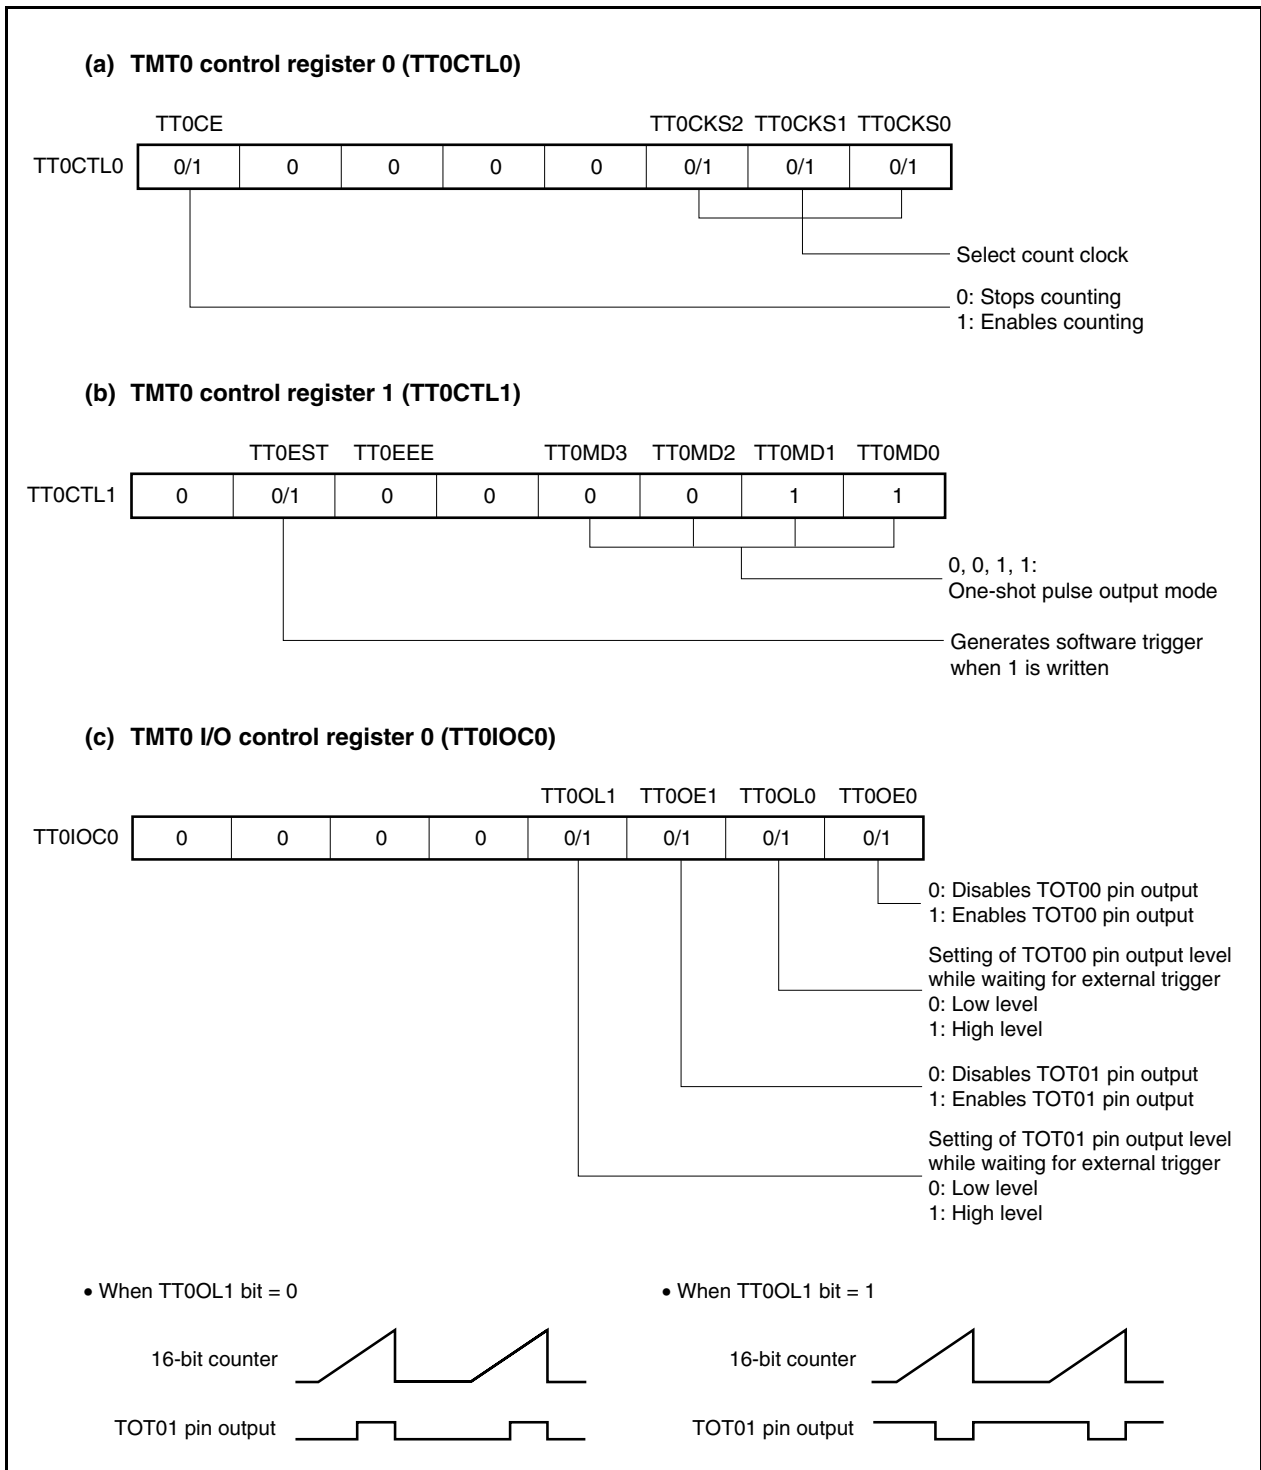 (a) TMT0 control register 0 (TT0CTL0)
TT0CE TT0CKS2 TT0CKS1 TT0CKS0
TT0CTL0 0/1 0 0 0 0 0/1 0/1 0/1
Select count clock
0: Stops counting
1: Enables counting
(b) TMT0 control register 1 (TT0CTL1)
TT0EST TT0EEE TT0MD3 TT0MD2 TT0MD1 TT0MD0
TT0CTL1 0 0/1 0 0 0 0 1 1
0, 0, 1, 1:
One-shot pulse output mode
Generates software trigger
when 1 is written
(c) TMT0 I/O control register 0 (TT0IOC0)
TT0OL1 TT0OE1 TT0OL0 TT0OE0
TT0IOC0 0 0 0 0 0/1 0/1 0/1 0/1
0: Disables TOT00 pin output
1: Enables TOT00 pin output
Setting of TOT00 pin output level
while waiting for external trigger
0: Low level
1: High level
0: Disables TOT01 pin output
1: Enables TOT01 pin output
Setting of TOT01 pin output level
while waiting for external trigger
0: Low level
1: High level
• When TT0OL1 bit = 0
16-bit counter
TOT01 pin output
• When TT0OL1 bit = 1
16-bit counter
TOT01 pin output